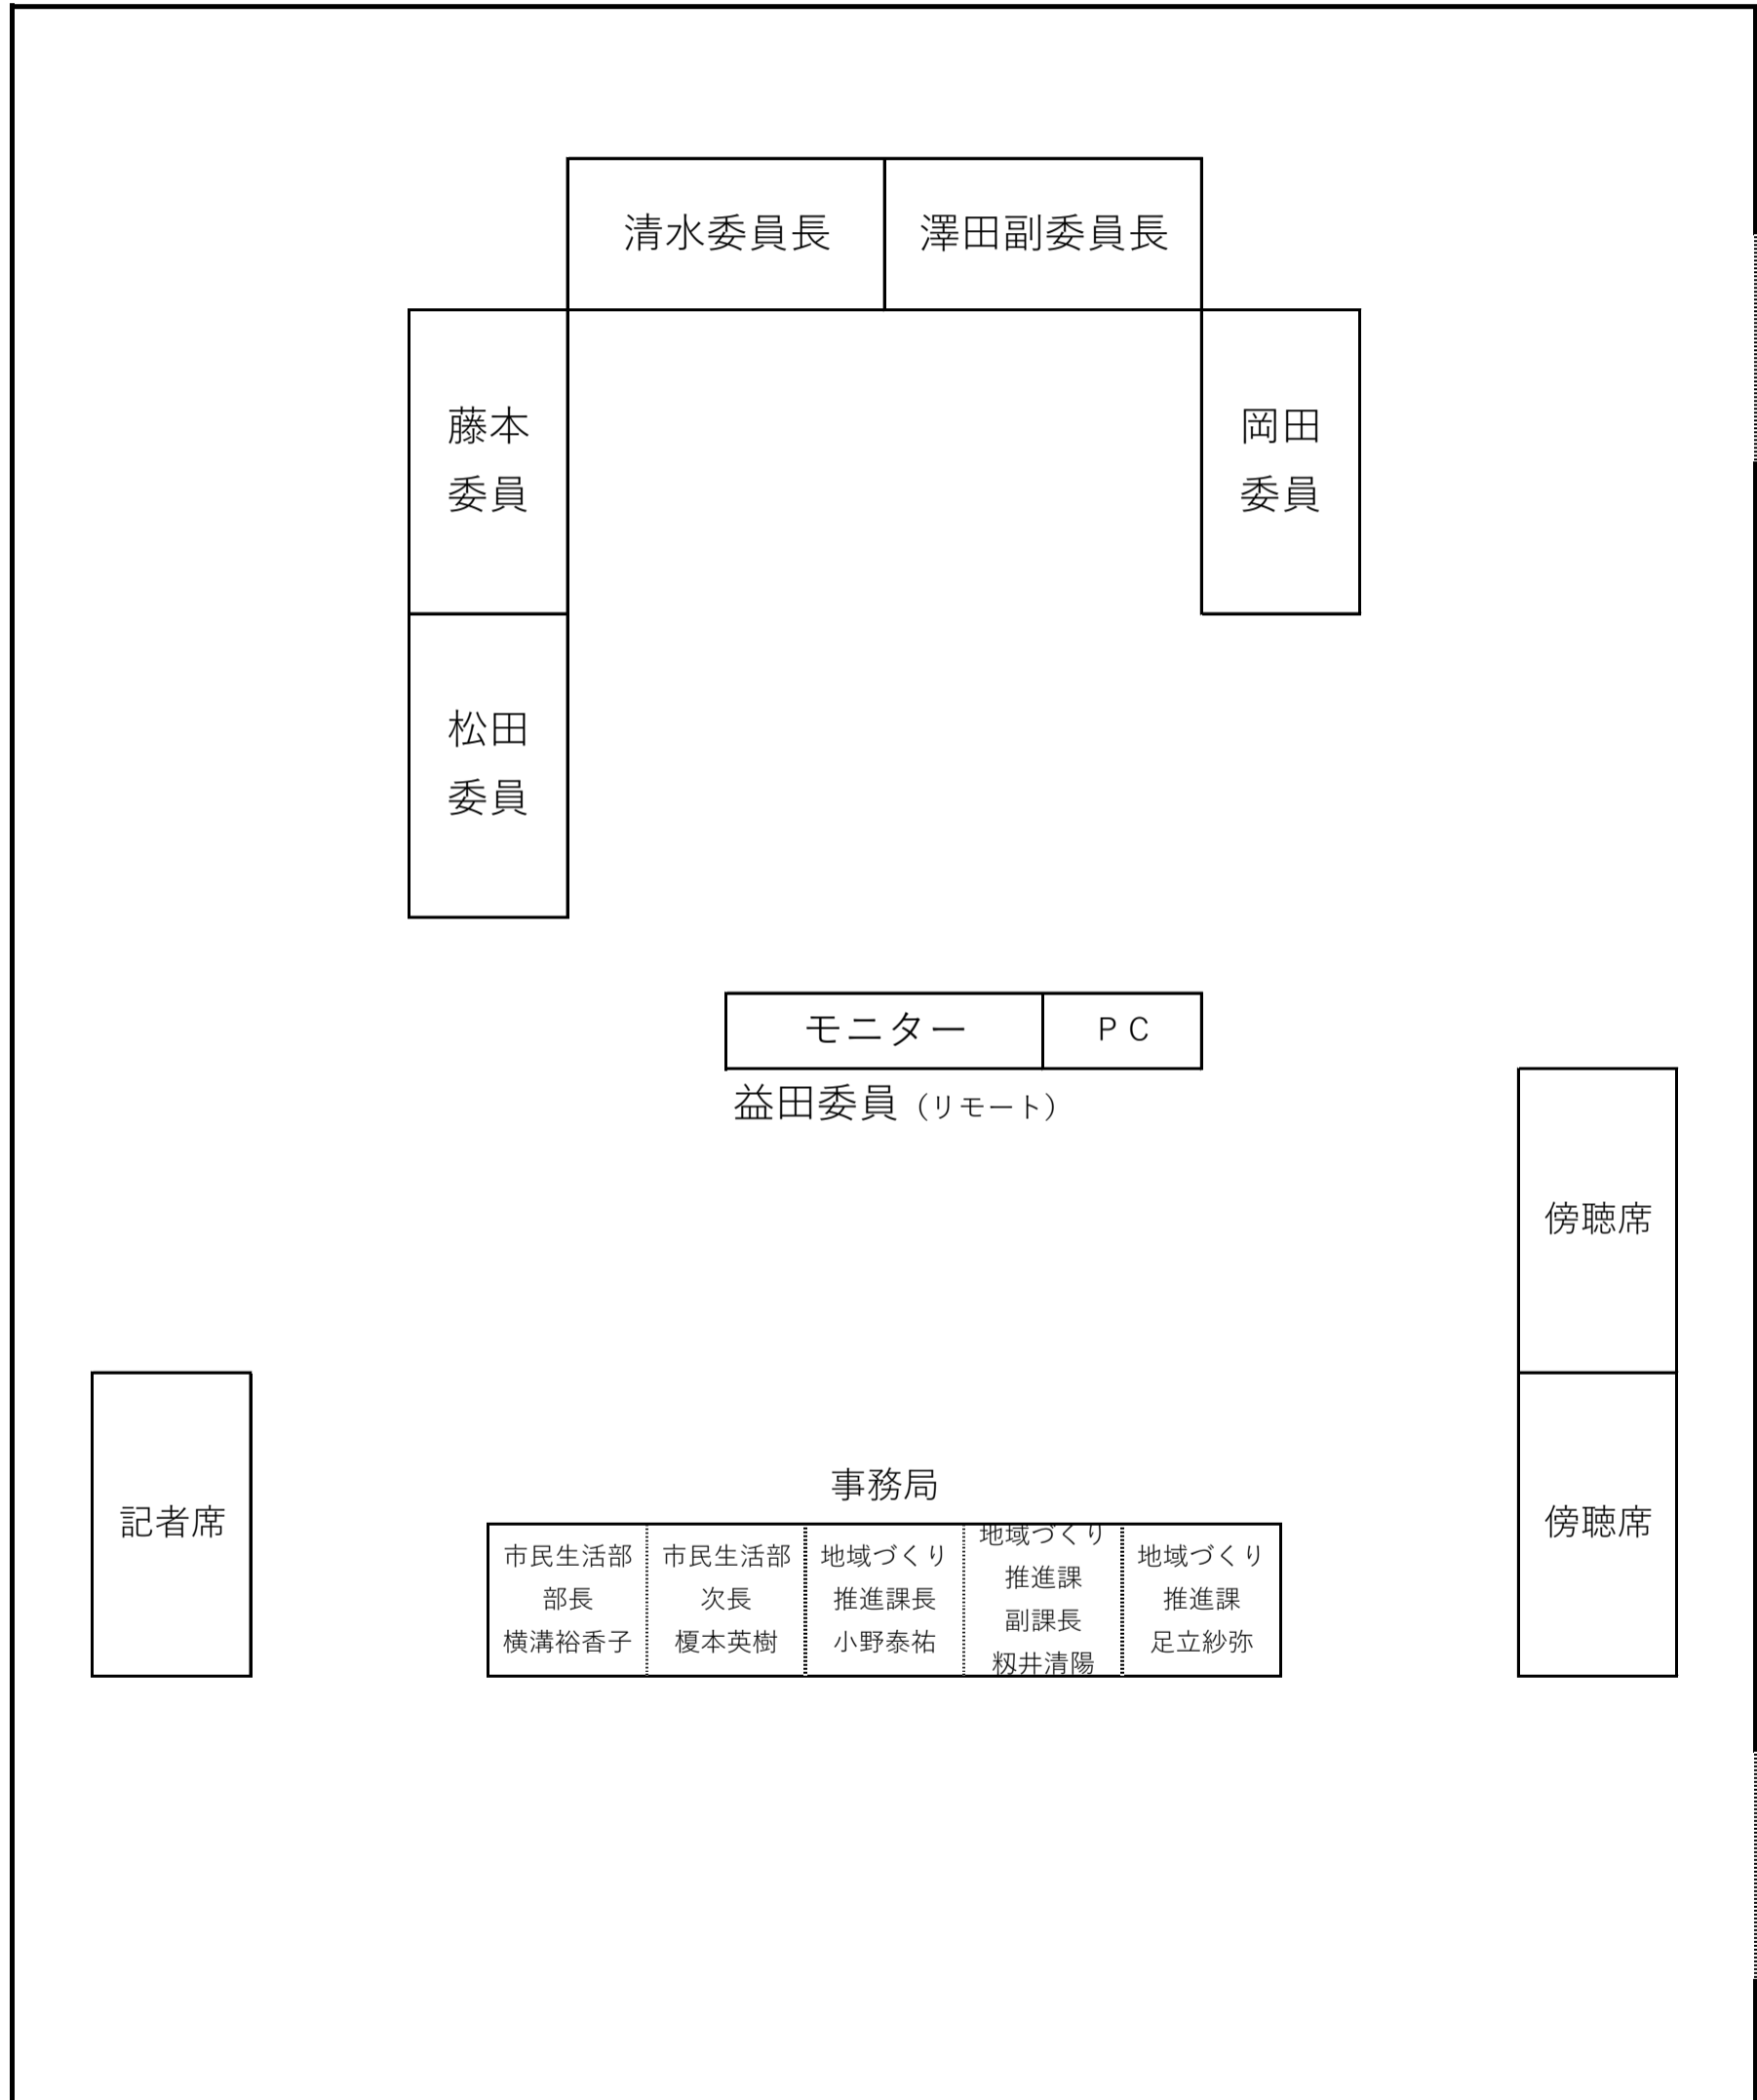 清水委員長
澤田副委員長
藤本
委員
岡田
委員
松田
委員
モニター
ＰＣ
益田委員（リモート）
傍聴席
記者席
傍聴席
事務局
市民生活部
部長
横溝裕香子
市民生活部
次長
榎本英樹
地域づくり
推進課長
小野泰祐
地域づくり
推進課
副課長
籾井清陽
地域づくり
推進課
足立紗弥